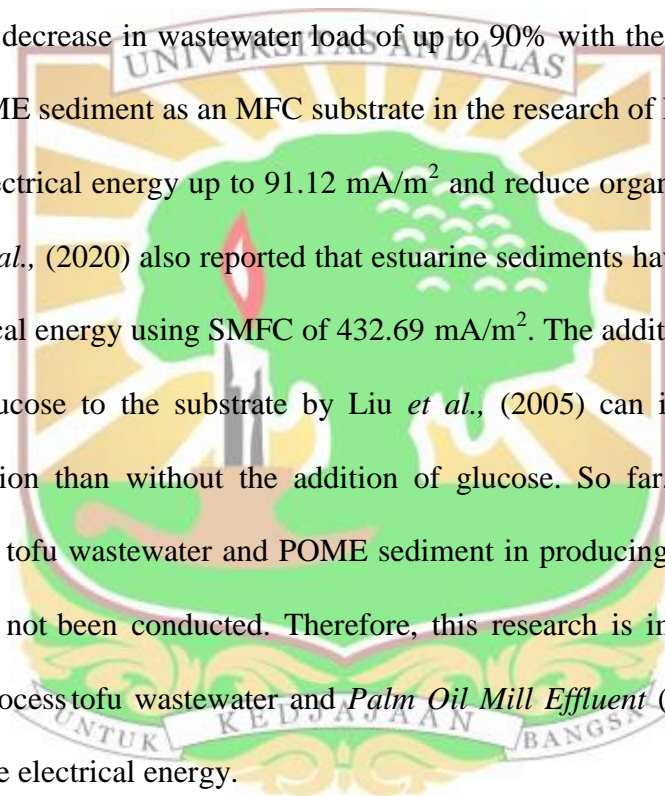 decrease in wastewater load of up to 90% with the
UNIVERSITAS ANDALAS
ME sediment as an MFC substrate in the research of
ectrical energy up to 91.12 mA/m² and reduce organ
al., (2020) also reported that estuarine sediments ha
cal energy using SMFC of 432.69 mA/m². The addit
ucose to the substrate by Liu et al., (2005) can i
ion than without the addition of glucose. So far,
tofu wastewater and POME sediment in producing
not been conducted. Therefore, this research is in
ocess tofu wastewater and Palm Oil Mill Effluent (
UNTUK KEDJAJAAN BANGSA
e electrical energy.